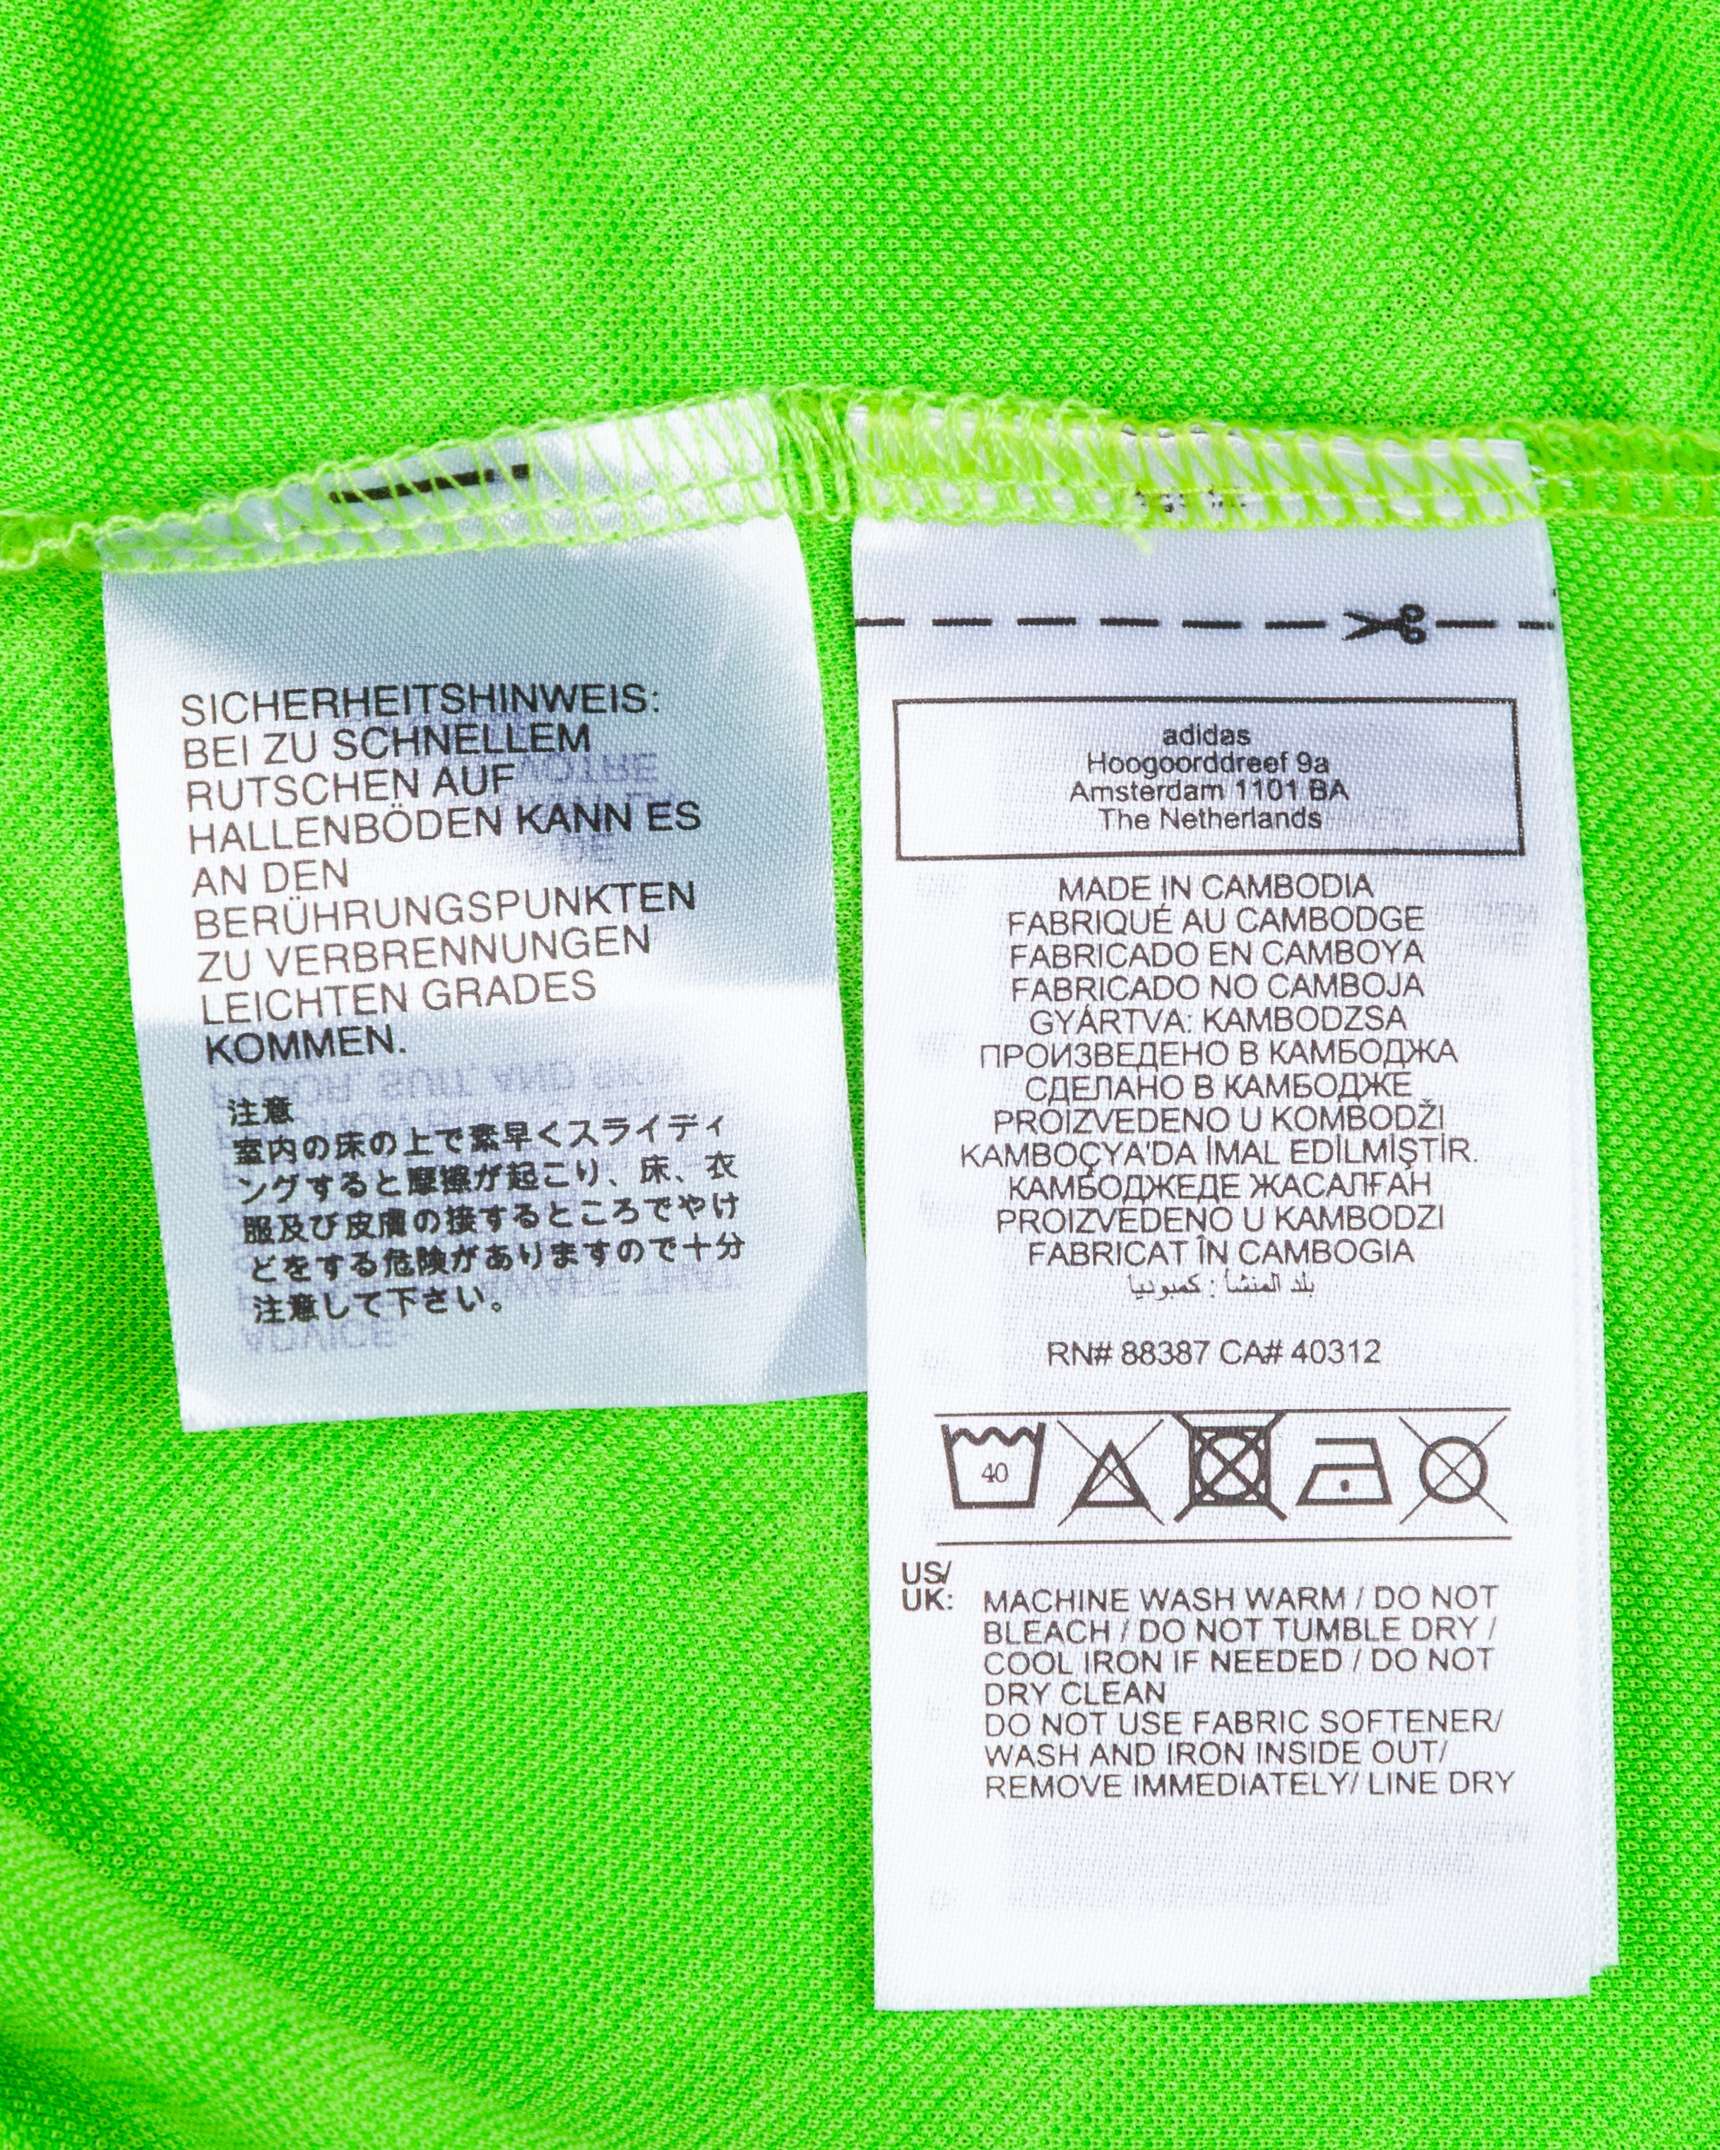 SICHERHEITSHINWEIS:
BEI ZU SCHNELLEM
RUTSCHEN AUF
HALLENBÖDEN KANN ES
AN DEN
BERÜHRUNGSPUNKTEN
ZU VERBRENNUNGEN
LEICHTEN GRADES
KOMMEN.
注意
室内の床の上で素早くスライディ
ングすると摩擦が起こり、床、衣
服及び皮膚の接するところでやけ
どをする危険がありますので十分
注意して下さい。
adidas
Hoogoorddreef 9a
Amsterdam 1101 BA
The Netherlands
MADE IN CAMBODIA
FABRIQUÉ AU CAMBODGE
FABRICADO EN CAMBOYA
FABRICADO NO CAMBOJA
GYÁRTVA: KAMBODZSA
ПРОИЗВЕДЕНО В КАМБОДЖА
СДЕЛАНО В КАМБОДЖЕ
PROIZVEDENO U KOMBODŽI
KAMBOÇYA'DA İMAL EDİLMİŞTİR.
КАМБОДЖЕДЕ ЖАСАЛҒАН
PROIZVEDENO U KAMBODZI
FABRICAT ÎN CAMBOGIA
بلد المنشأ : كمبوديا
RN# 88387 CA# 40312
40
US/
UK: MACHINE WASH WARM / DO NOT
BLEACH / DO NOT TUMBLE DRY /
COOL IRON IF NEEDED / DO NOT
DRY CLEAN
DO NOT USE FABRIC SOFTENER/
WASH AND IRON INSIDE OUT/
REMOVE IMMEDIATELY/ LINE DRY